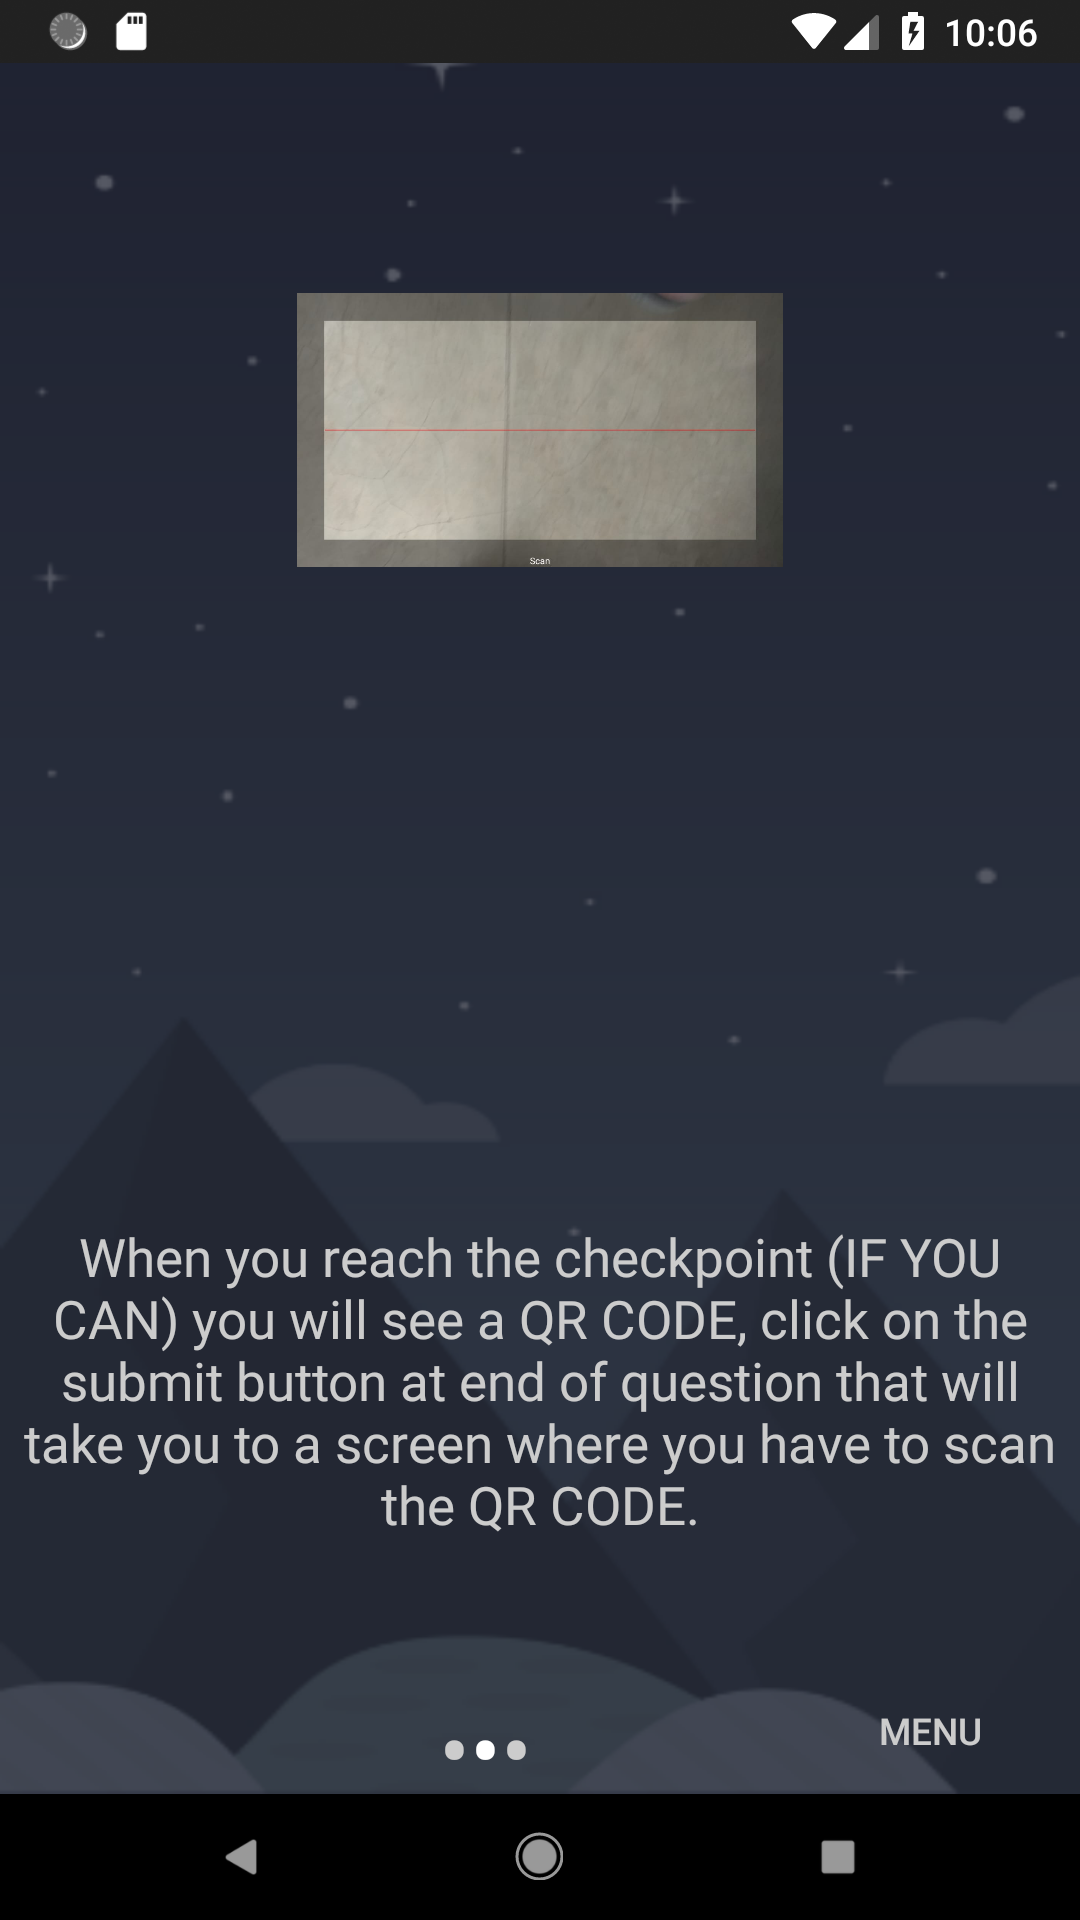 10:06
Scan
When you reach the checkpoint (IF YOU
CAN) you will see a QR CODE, click on the
submit button at end of question that will
take you to a screen where you have to scan
the QR CODE.
MENU